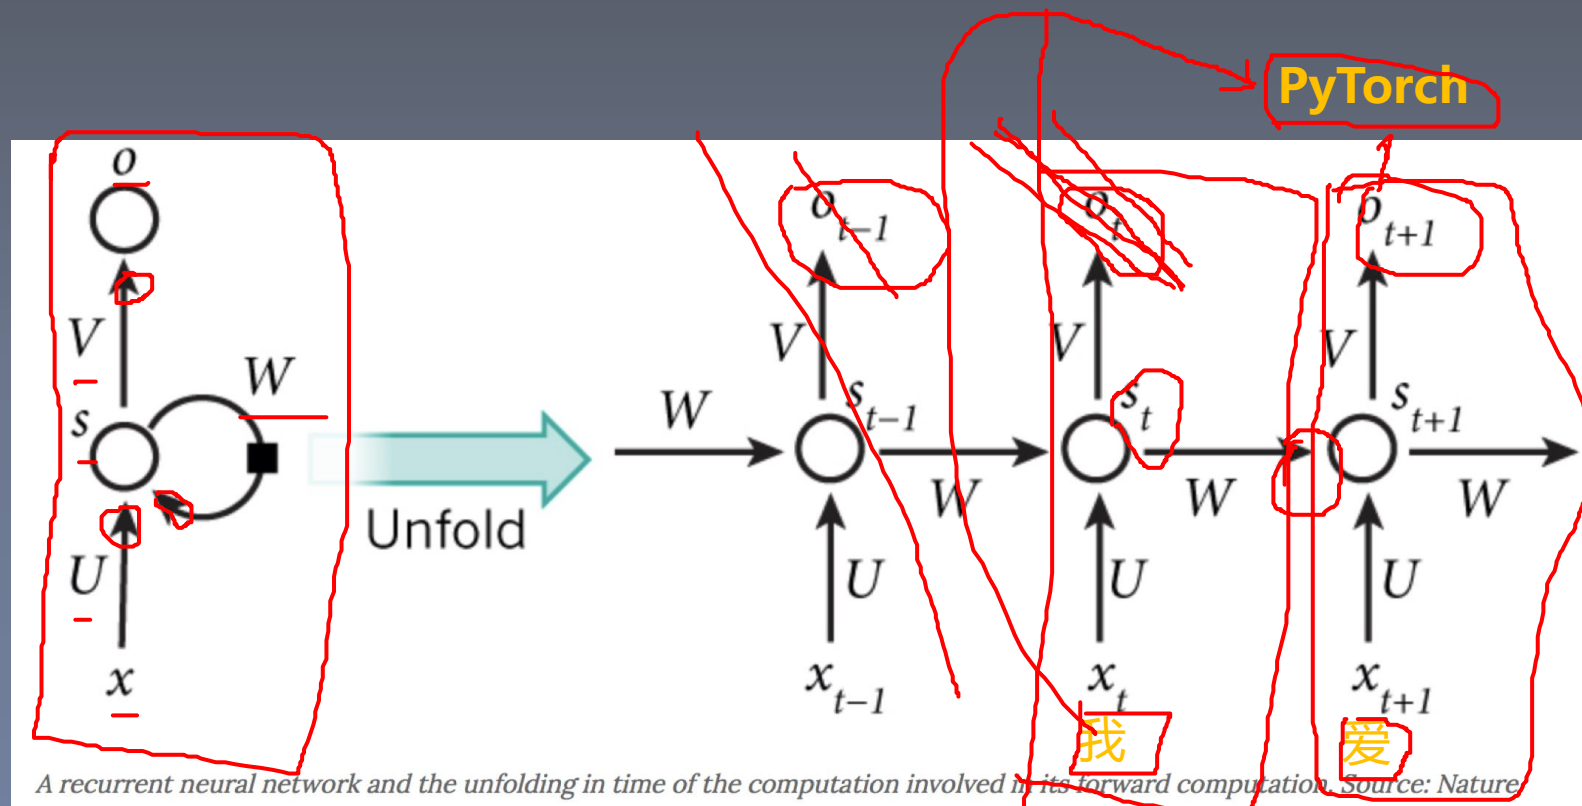 PyTorch
o
o t-1
o t
o t+1
V
V
V
V
W
s
W
s t-1
s t
s t+1
Unfold
W
W
W
U
U
U
U
x
x t-1
x t
x t+1
我
爱
A recurrent neural network and the unfolding in time of the computation involved in its forward computation. Source: Nature